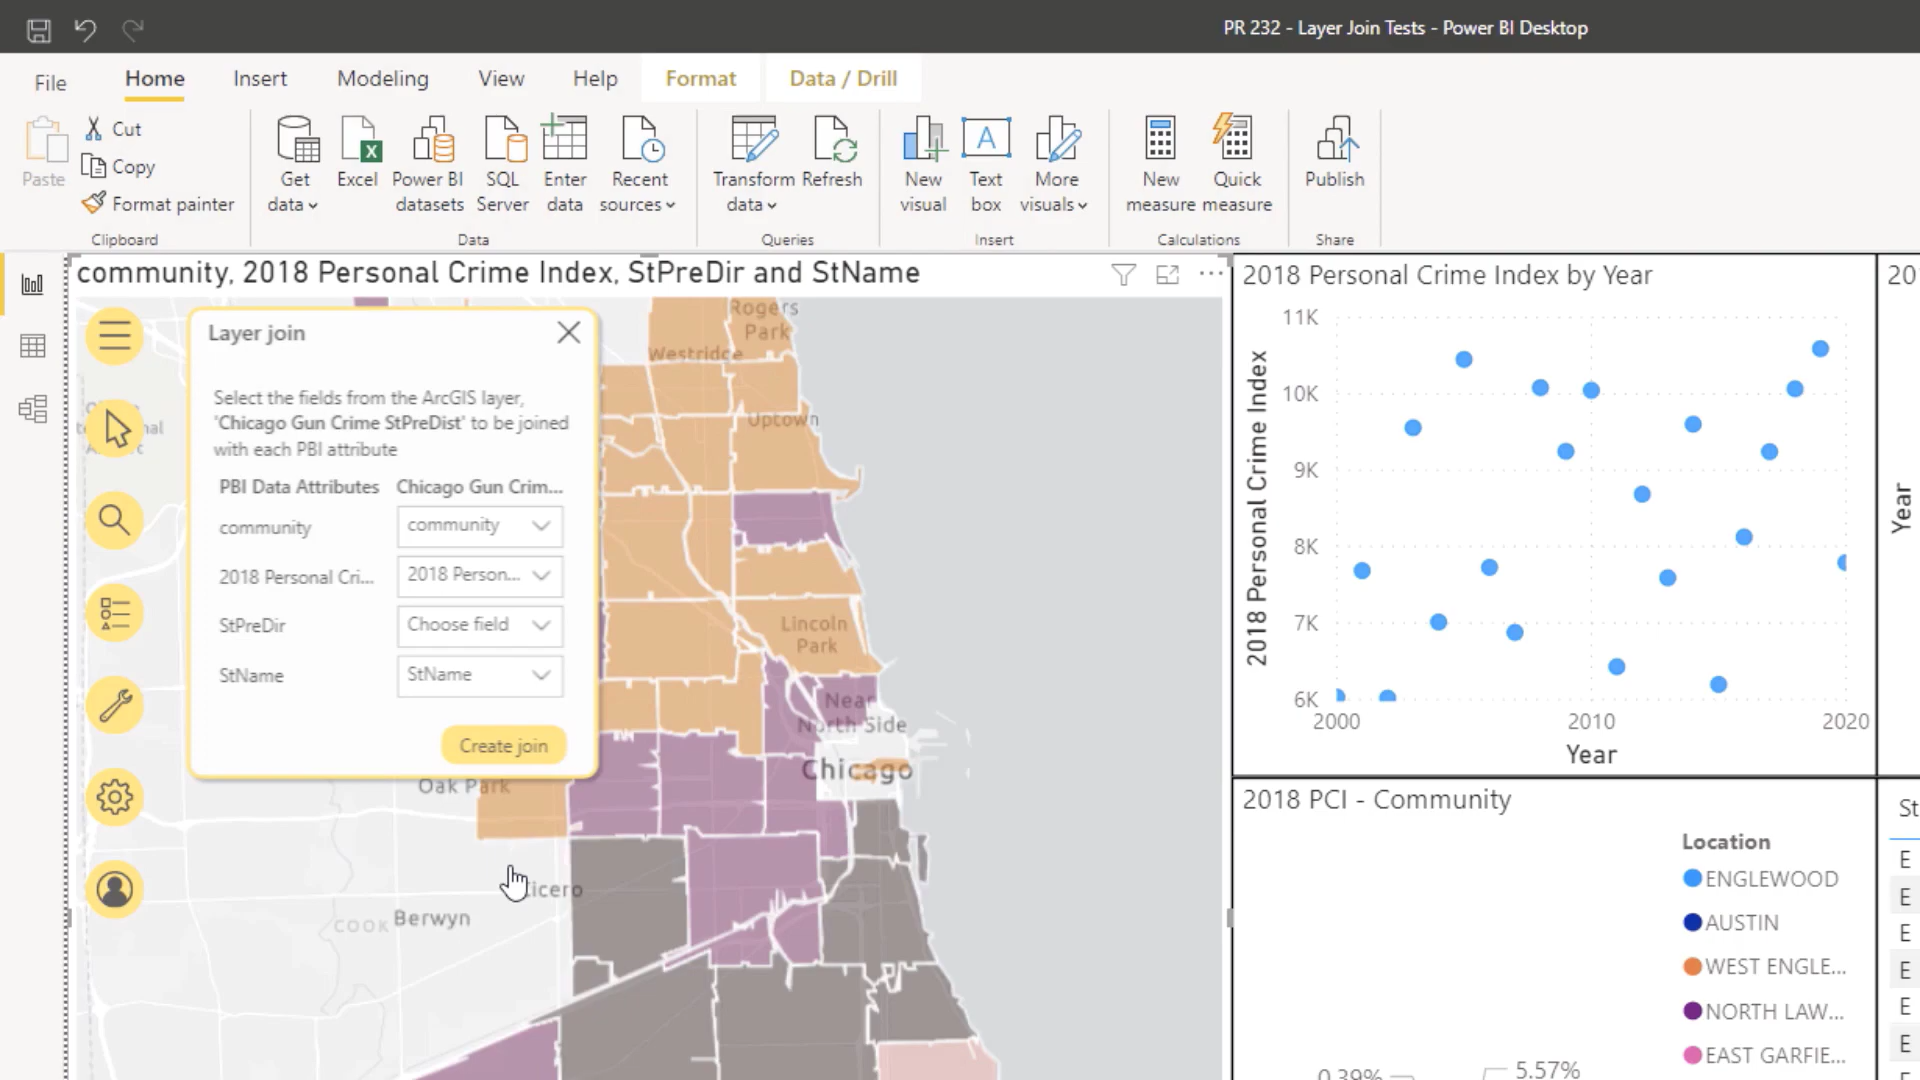 PR 232 - Layer Join Tests - Power BI Desktop
File Home Insert Modeling View Help Format Data / Drill
Paste
Cut
Copy
Format painter
Clipboard
Get data
Excel
Power BI datasets
SQL Server
Enter data
Recent sources
Data
Transform data
Refresh
Queries
New visual
A
Text box
More visuals
Insert
New measure
Quick measure
Calculations
Publish
Share
community, 2018 Personal Crime Index, StPreDir and StName
Layer join
Select the fields from the ArcGIS layer,
'Chicago Gun Crime StPreDist' to be joined
with each PBI attribute
PBI Data Attributes Chicago Gun Crim...
community community
2018 Personal Cri... 2018 Person...
StPreDir Choose field
StName StName
Create join
Rogers
Park
Westridge
Uptown
Lincoln
Park
Near
North Side
Chicago
Oak Park
icero
COOK Berwyn
2018 Personal Crime Index by Year
2018 Personal Crime Index
11K
10K
9K
8K
7K
6K
2000 2010 2020
Year
20
Year
2018 PCI - Community
Location
ENGLEWOOD
AUSTIN
WEST ENGLE...
NORTH LAW...
EAST GARFIE...
0.39%
5.57%
St
E
E
E
E
E
E